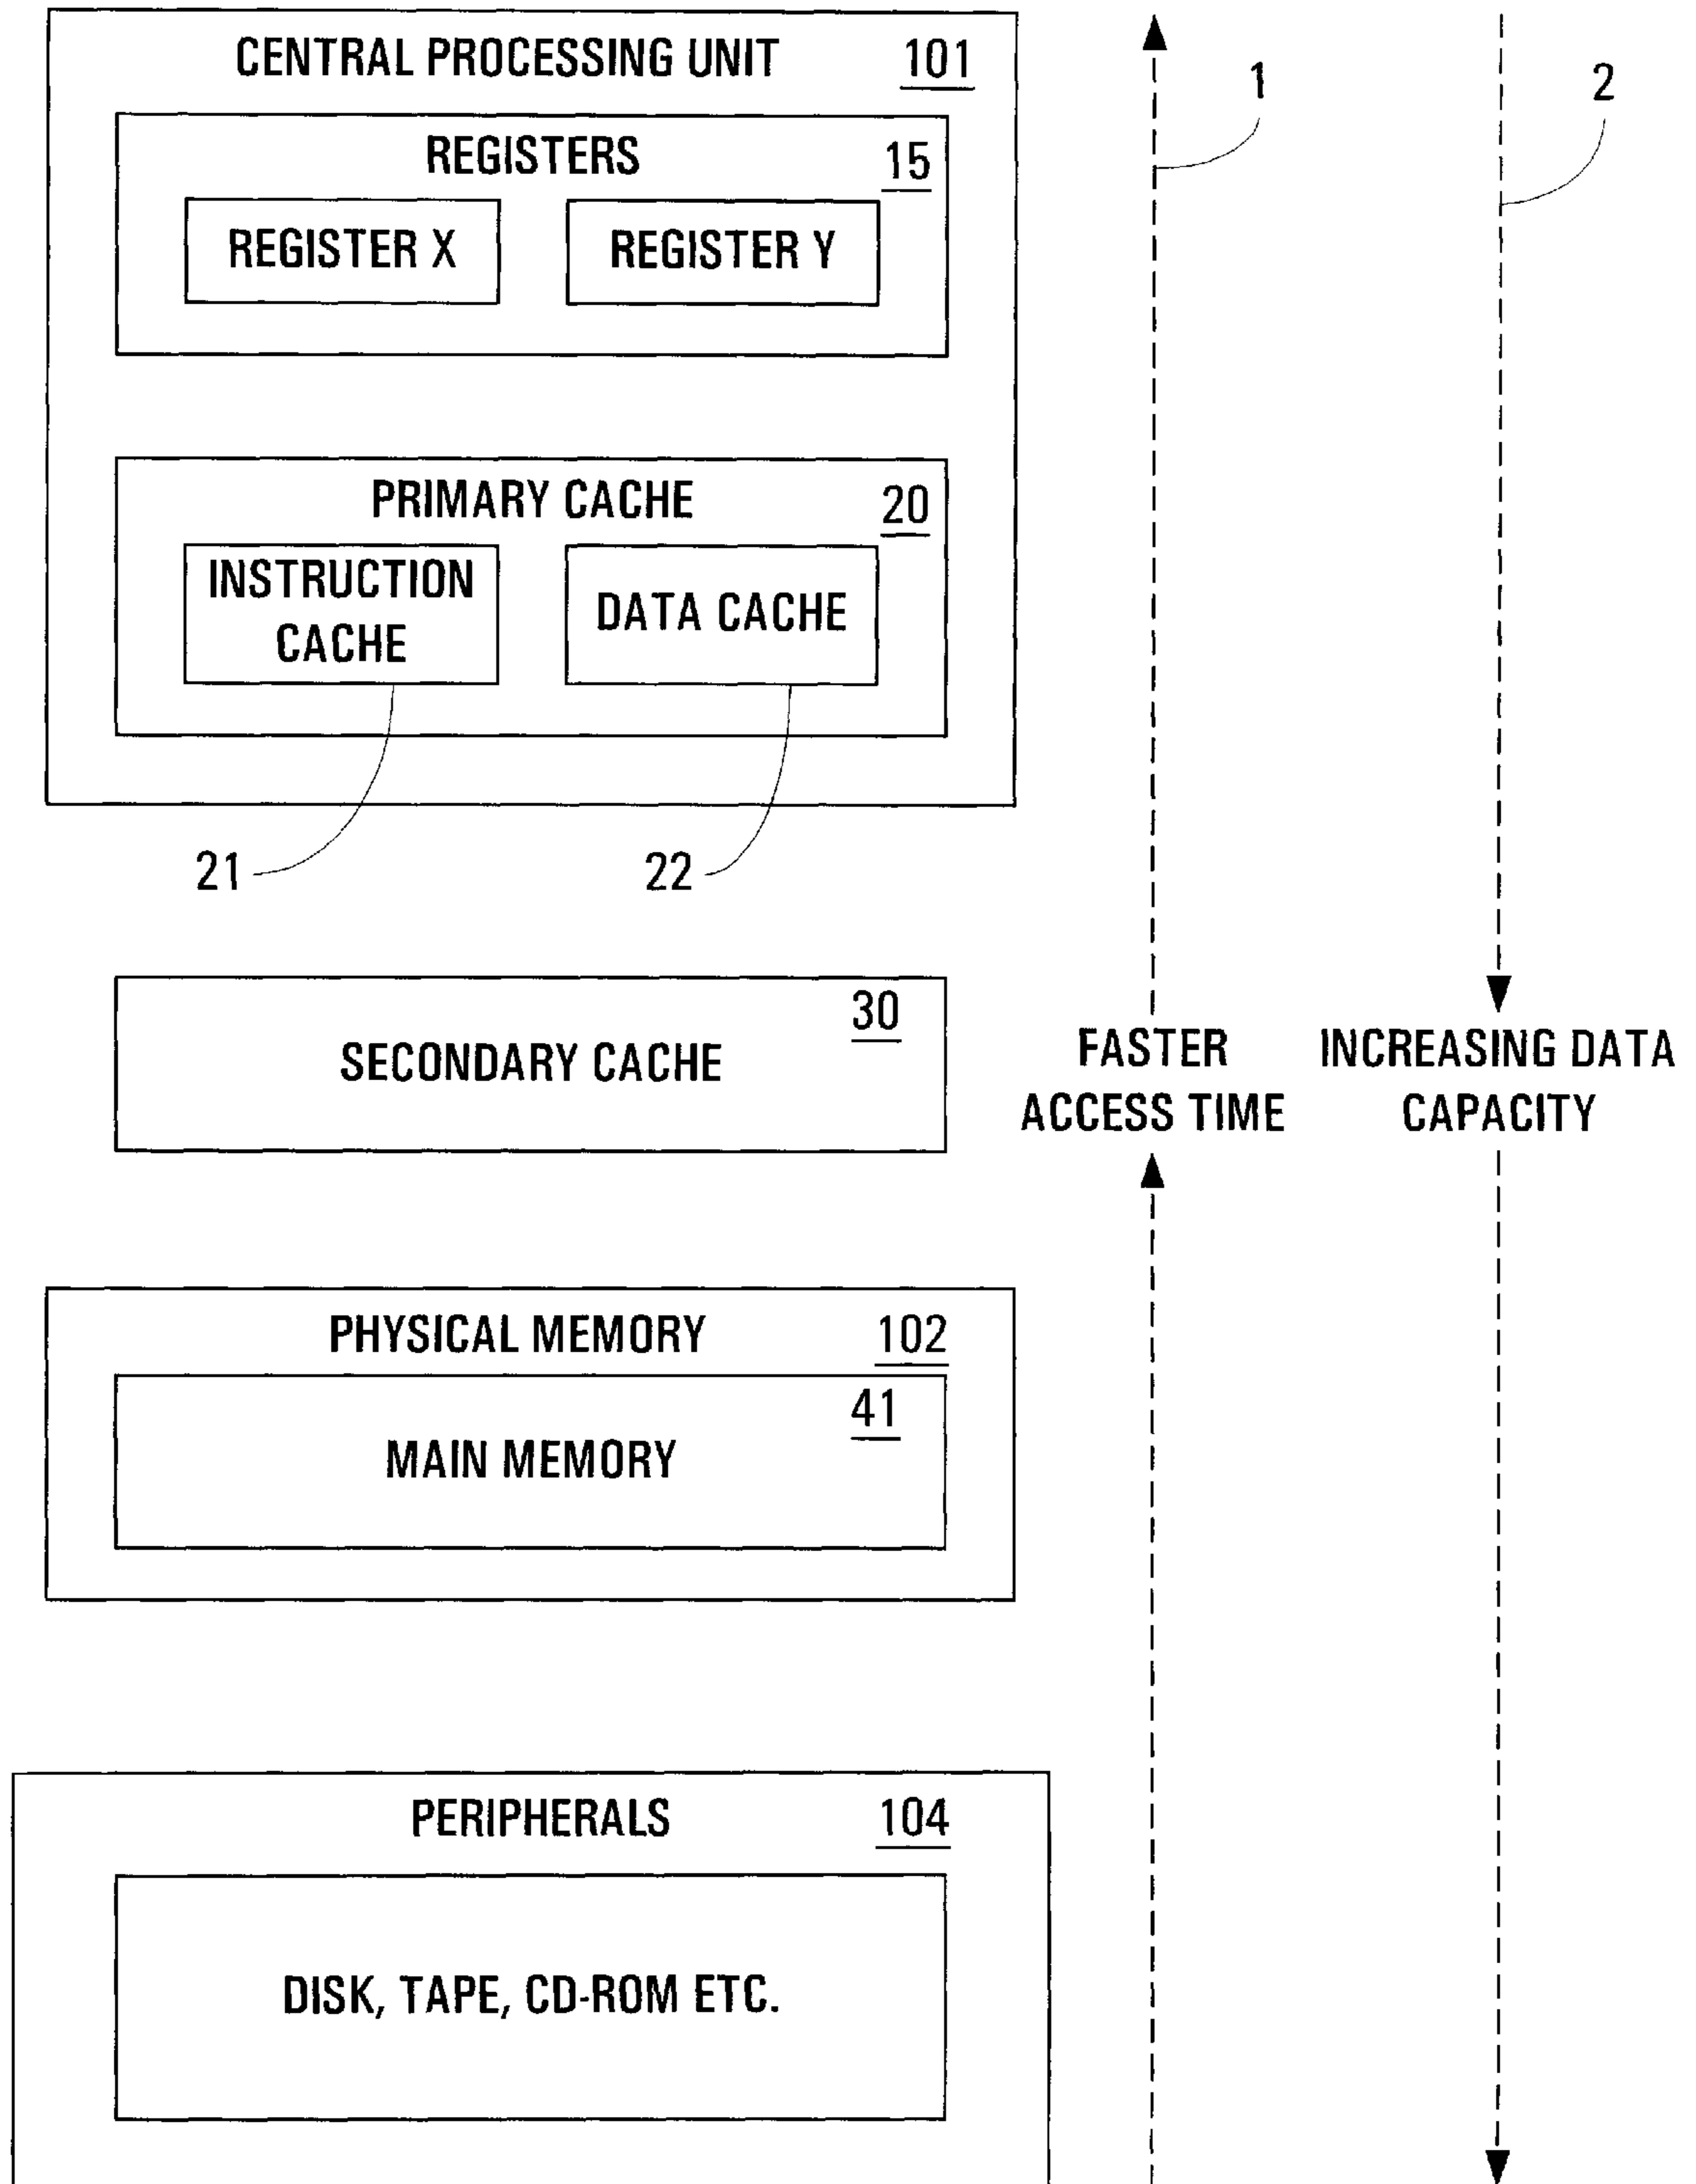 CENTRAL PROCESSING UNIT 101
1
2
REGISTERS 15
REGISTER X
REGISTER Y
PRIMARY CACHE 20
INSTRUCTION
CACHE
DATA CACHE
21
22
SECONDARY CACHE 30
FASTER
ACCESS TIME
INCREASING DATA
CAPACITY
PHYSICAL MEMORY 102
MAIN MEMORY 41
PERIPHERALS 104
DISK, TAPE, CD-ROM ETC.